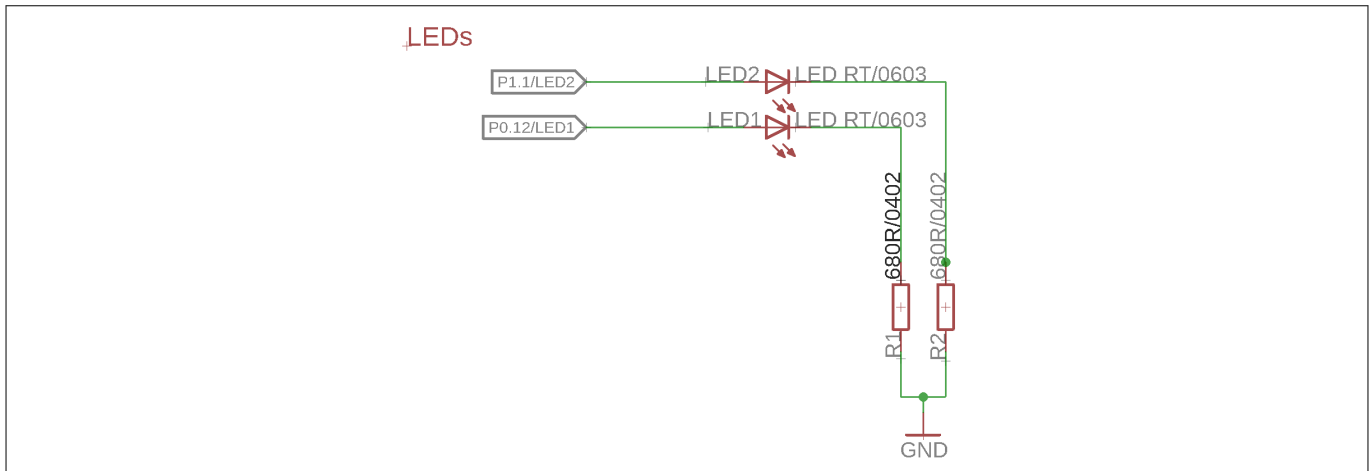 LEDs
P1.1/LED2
LED2
LED RT/0603
P0.12/LED1
LED1
LED RT/0603
680R/0402
680R/0402
R1
R2
GND